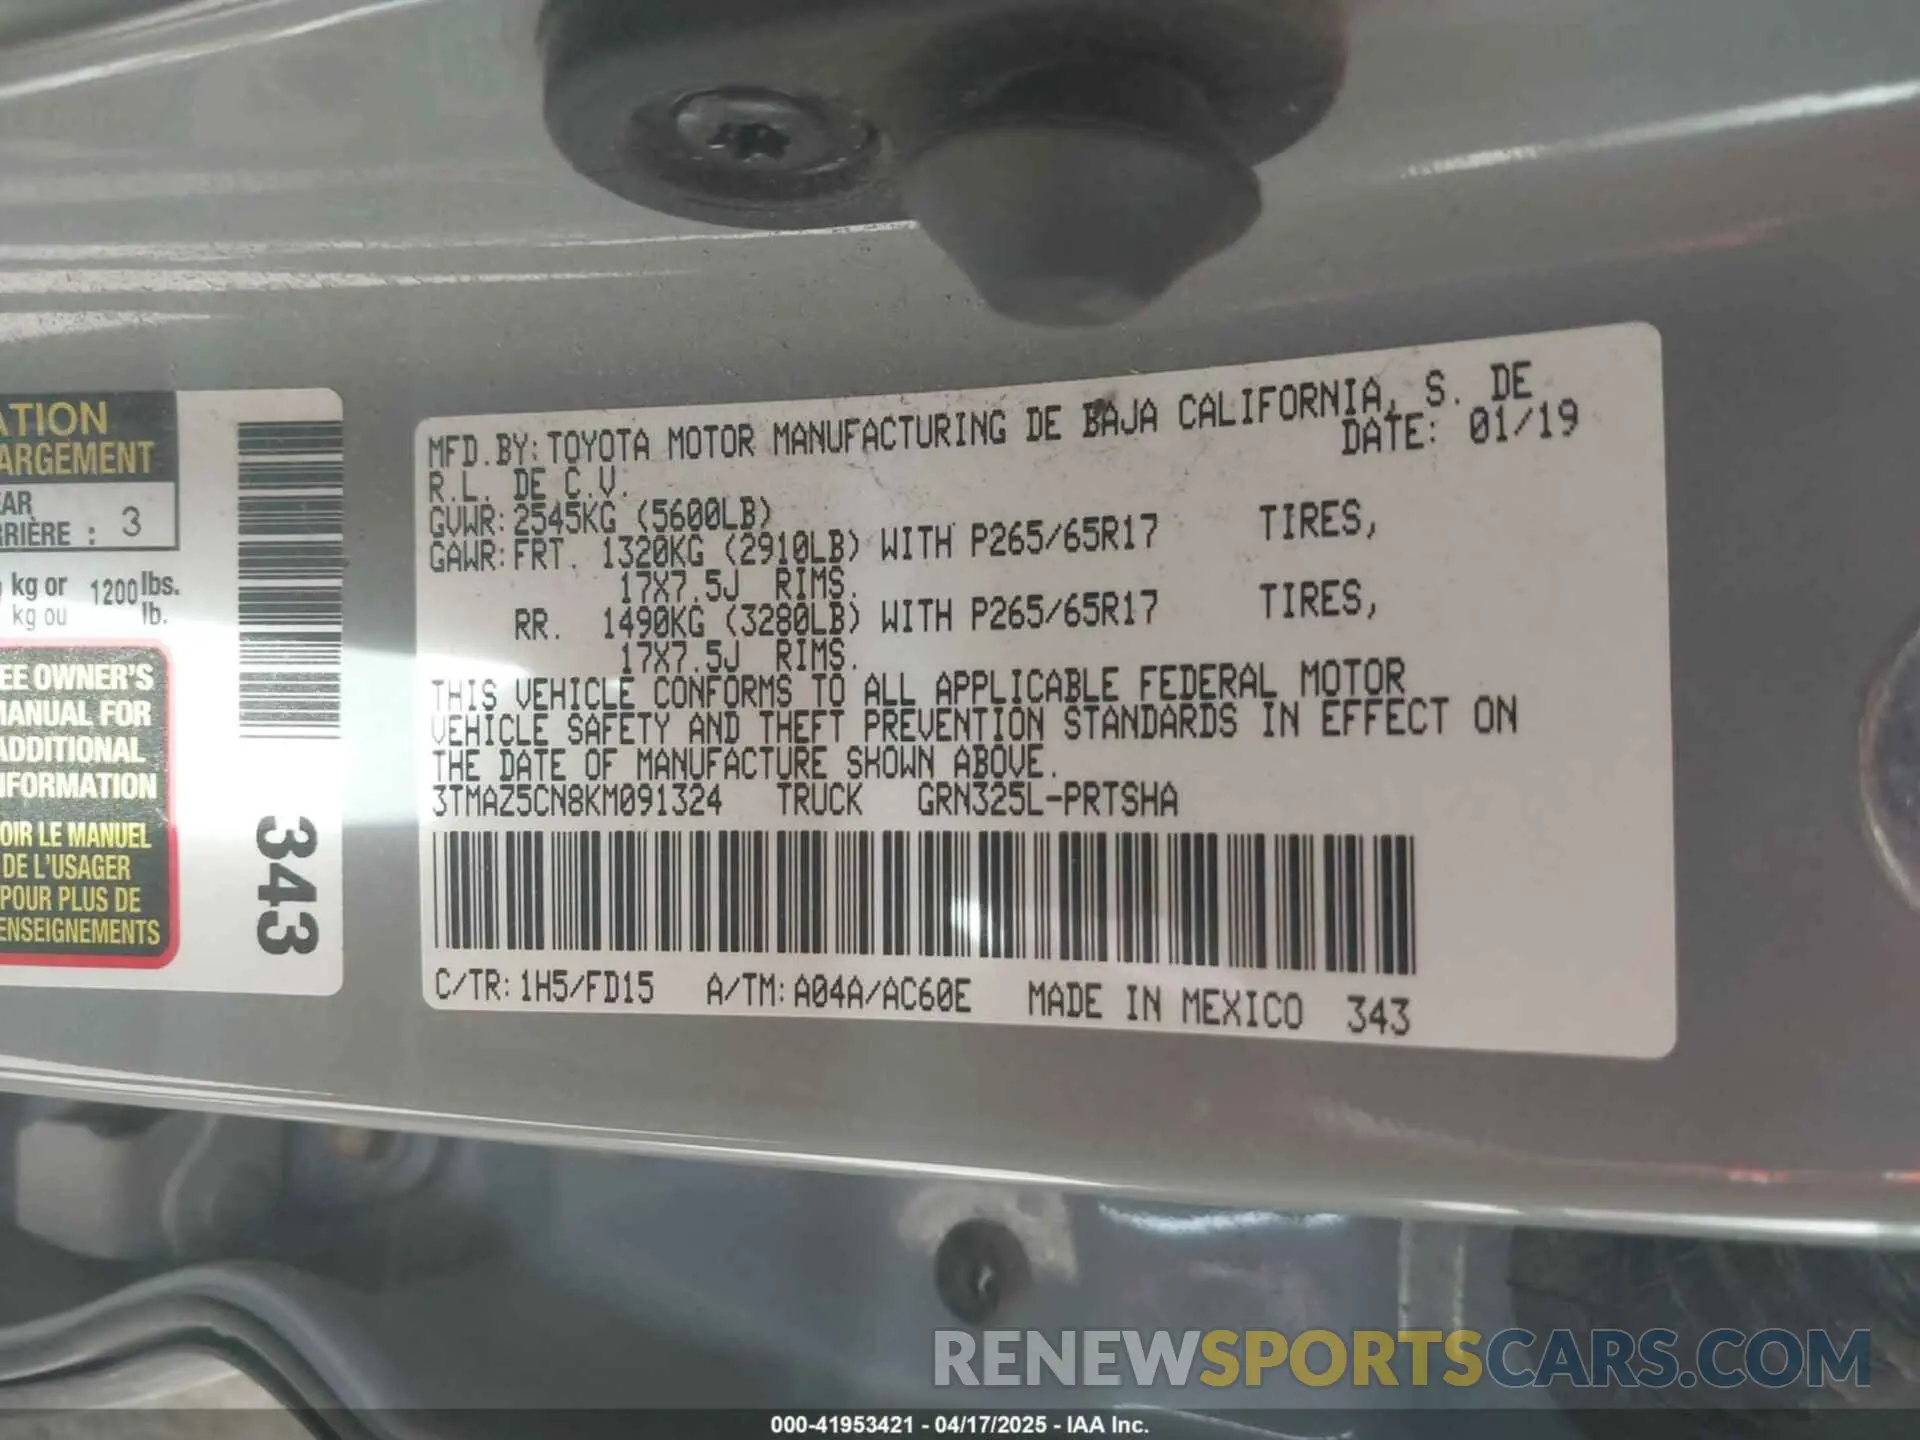 ATION
ARGEMENT
EAR
RRIÈRE : 3
kg or 1200 lbs.
kg ou lb.
EE OWNER'S
MANUAL FOR
ADDITIONAL
NFORMATION
OIR LE MANUEL
DE L'USAGER
POUR PLUS DE
ENSEIGNEMENTS
343
MFD.BY: TOYOTA MOTOR MANUFACTURING DE BAJA CALIFORNIA, S. DE
R.L. DE C.V. DATE: 01/19
GVWR: 2545KG (5600LB)
GAWR: FRT. 1320KG (2910LB) WITH P265/65R17 TIRES,
17X7.5J RIMS.
RR. 1490KG (3280LB) WITH P265/65R17 TIRES,
17X7.5J RIMS.
THIS VEHICLE CONFORMS TO ALL APPLICABLE FEDERAL MOTOR
VEHICLE SAFETY AND THEFT PREVENTION STANDARDS IN EFFECT ON
THE DATE OF MANUFACTURE SHOWN ABOVE.
3TMAZ5CN8KM091324 TRUCK GRN325L-PRTSHA
C/TR: 1H5/FD15 A/TM: A04A/AC60E MADE IN MEXICO 343
RENEWSPORTSCARS.COM
000-41953421 - 04/17/2025 - IAA Inc.